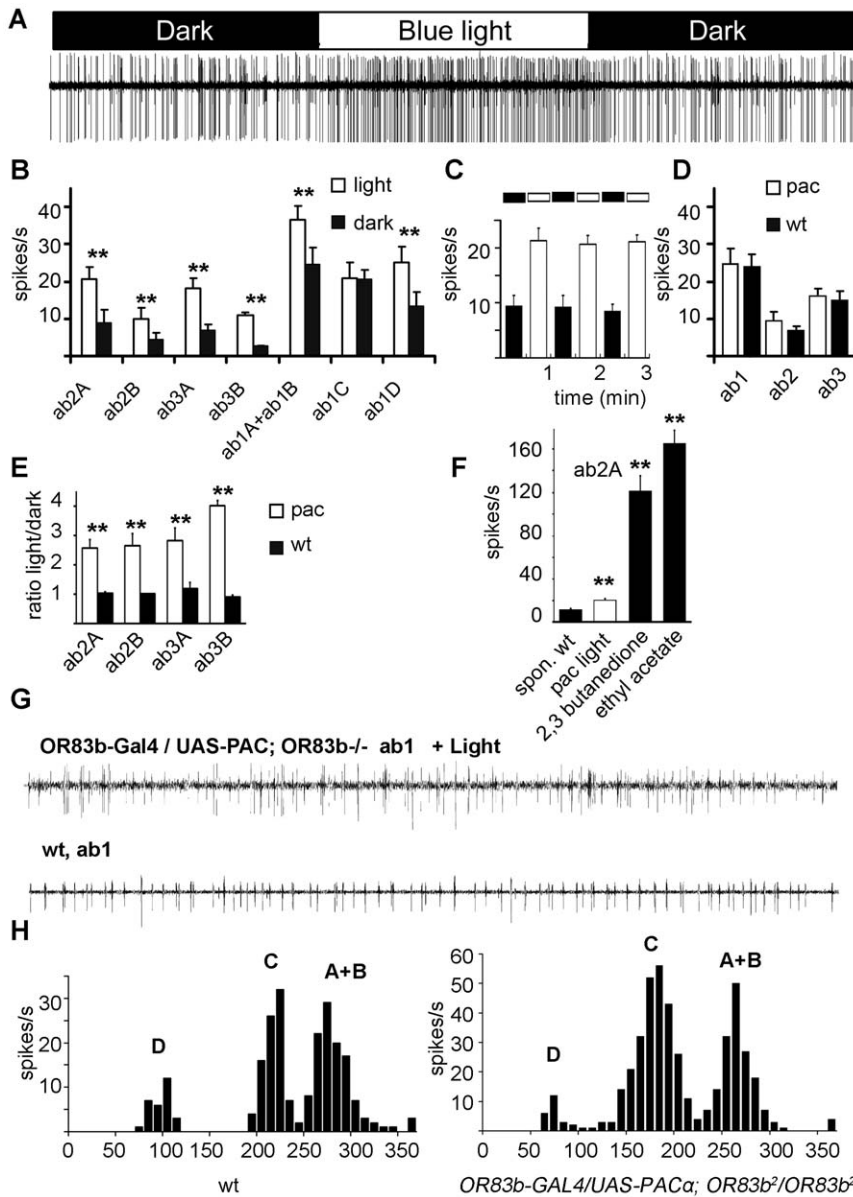 A
Dark Blue light Dark
B
light
dark
spikes/s
40
30
20
10
** ** ** ** ** **
ab2A ab2B ab3A ab3B ab1A+ab1B ab1C ab1D
C
spikes/s
20
10
1 2 3
time (min)
D
pac
wt
spikes/s
40
30
20
10
ab1 ab2 ab3
E
pac
wt
ratio light/dark
4
3
2
1
** ** ** **
ab2A ab2B ab3A ab3B
F
ab2A
spikes/s
160
120
80
40
0
** ** **
spon. wt pac light 2,3 butanedione ethyl acetate
G
OR83b-Gal4 / UAS-PAC; OR83b-/- ab1 + Light
wt, ab1
H
spikes/s
30
20
10
D C A+B
0 50 100 150 200 250 300 350
wt
spikes/s
60
50
40
30
20
10
D C A+B
0 50 100 150 200 250 300 350
OR83b-GAL4/UAS-PACα; OR83b²/OR83b²